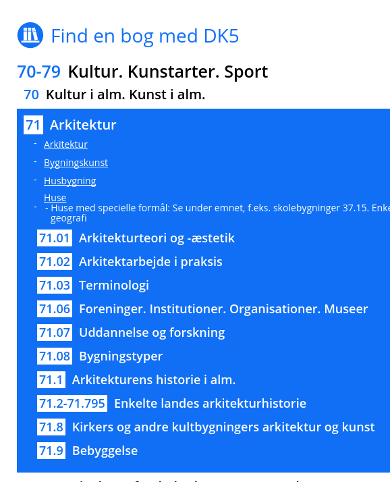 Find en bog med DK5
70-79 Kultur. Kunstarter. Sport
70 Kultur i alm. Kunst i alm.
71 Arkitektur
- Arkitektur
- Bygningskunst
- Husbygning
Huse
- - Huse med specielle formål: Se under emnet, f.eks. skolebygninger 37.15. Enke
geografi
71.01 Arkitekturteori og -æstetik
71.02 Arkitektarbejde i praksis
71.03 Terminologi
71.06 Foreninger. Institutioner. Organisationer. Museer
71.07 Uddannelse og forskning
71.08 Bygningstyper
71.1 Arkitekturens historie i alm.
71.2-71.795 Enkelte landes arkitekturhistorie
71.8 Kirkers og andre kultbygningers arkitektur og kunst
71.9 Bebyggelse